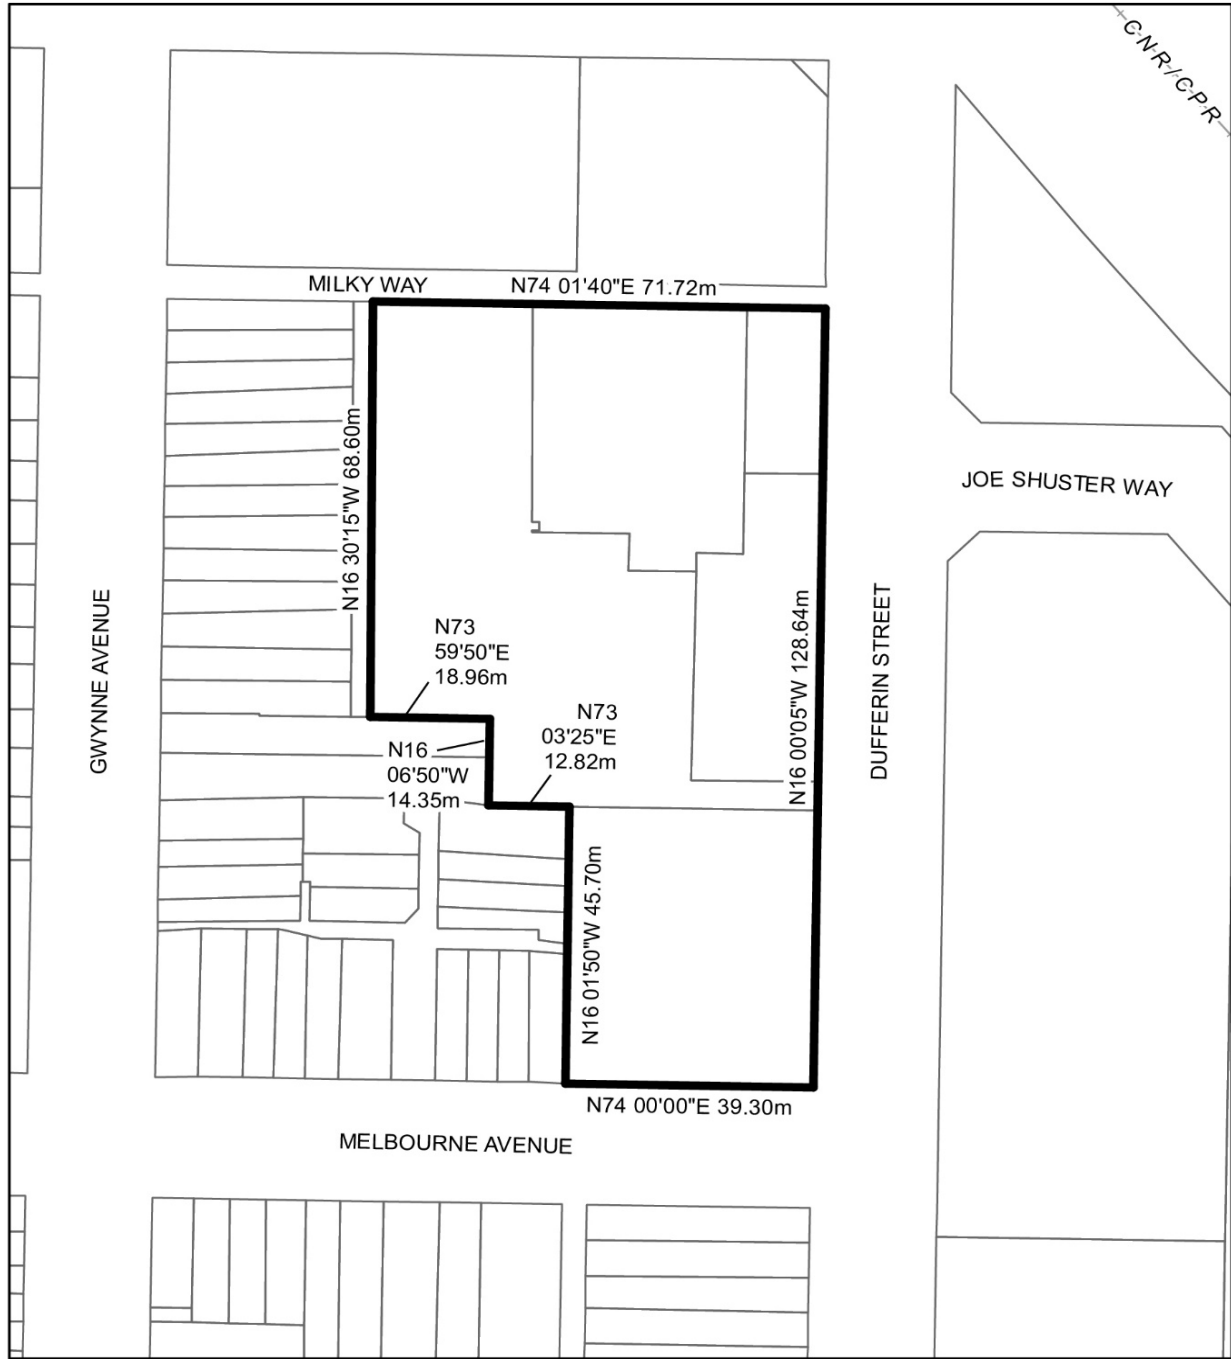 C-N-R-/-C-P-R
MILKY WAY
N74 01'40"E 71.72m
N16 30'15"W 68.60m
JOE SHUSTER WAY
GWYNNE AVENUE
N73
59'50"E
18.96m
N73
03'25"E
12.82m
N16
06'50"W
14.35m
N16 00'05"W 128.64m
DUFFERIN STREET
N16 01'50"W 45.70m
N74 00'00"E 39.30m
MELBOURNE AVENUE